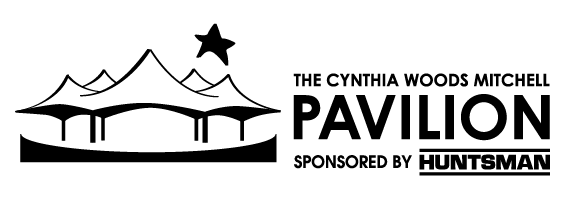 THE CYNTHIA WOODS MITCHELL
PAVILION
SPONSORED BY HUNTSMAN